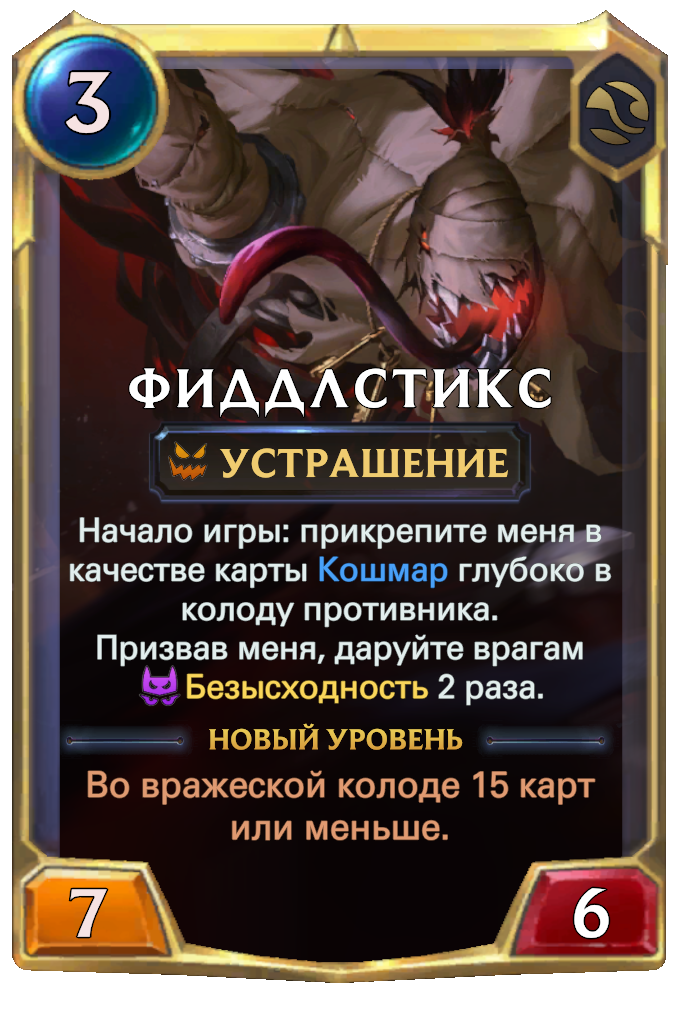 3
ФИДДЛСТИКС
УСТРАШЕНИЕ
Начало игры: прикрепите меня в
качестве карты Кошмар глубоко в
колоду противника.
Призвав меня, даруйте врагам
Безысходность 2 раза.
НОВЫЙ УРОВЕНЬ
Во вражеской колоде 15 карт
или меньше.
7
6